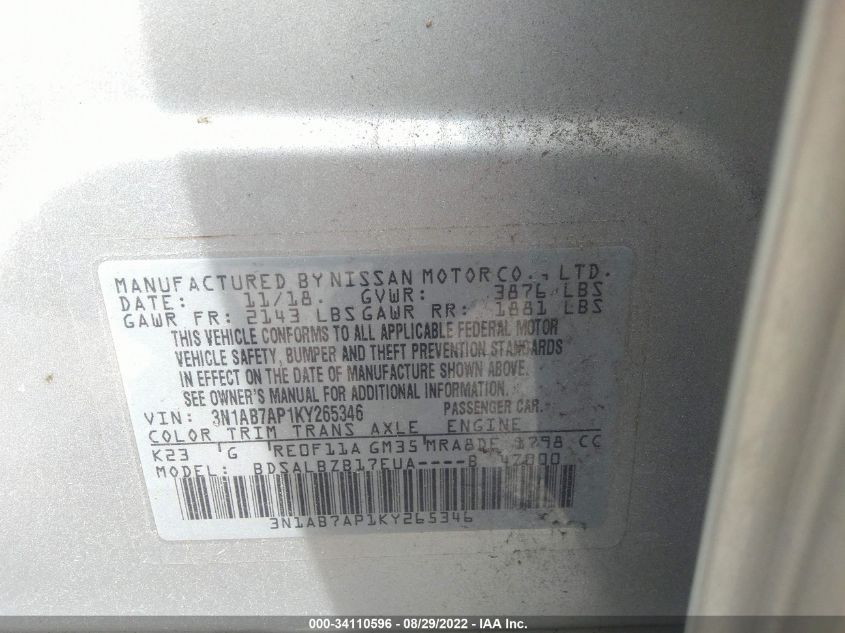 MANUFACTURED BY NISSAN MOTOR CO., LTD.
DATE: 11/18. GVWR: 3876 LBS
GAWR FR: 2143 LBS GAWR RR: 1881 LBS
THIS VEHICLE CONFORMS TO ALL APPLICABLE FEDERAL MOTOR
VEHICLE SAFETY, BUMPER AND THEFT PREVENTION STANDARDS
IN EFFECT ON THE DATE OF MANUFACTURE SHOWN ABOVE.
SEE OWNER'S MANUAL FOR ADDITIONAL INFORMATION.
VIN: 3N1AB7AP1KY265346 PASSENGER CAR.
COLOR TRIM TRANS AXLE ENGINE
K23 G RE0F11A GM35 MRA8DE 1798 CC
MODEL: BDSALBZB17EUA----B 4Z000
3N1AB7AP1KY265346
000-34110596 - 08/29/2022 - IAA Inc.